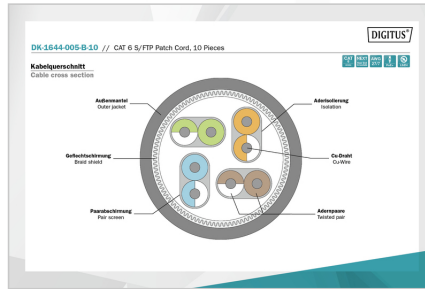 DIGITUS®
DK-1644-005-B-10 // CAT 6 S/FTP Patch Cord, 10 Pieces
Kabelquerschnitt
Cable cross section
Außenmantel
Outer jacket
Aderisolierung
Isolation
Geflechtschirmung
Braid shield
Cu-Draht
Cu-Wire
Paarabschirmung
Pair screen
Adernpaare
Twisted pair